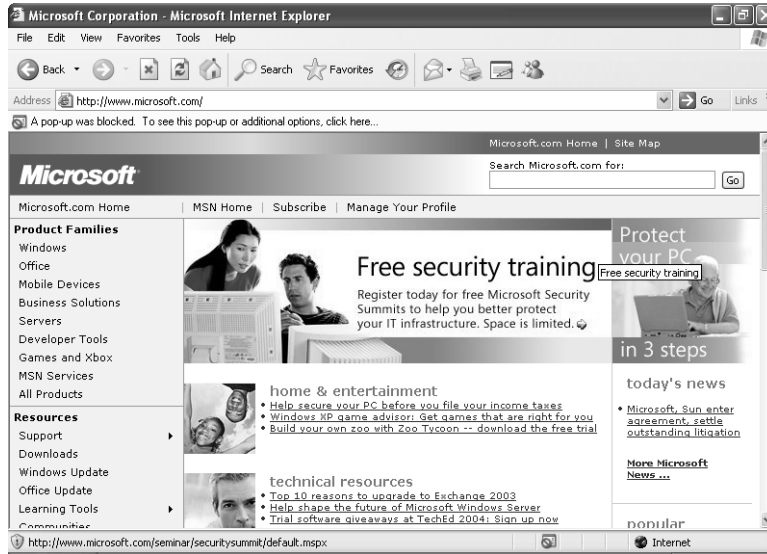 Microsoft Corporation - Microsoft Internet Explorer
File Edit View Favorites Tools Help
Back Search Favorites
Address http://www.microsoft.com/ Go Links
A pop-up was blocked. To see this pop-up or additional options, click here...
Microsoft.com Home | Site Map
Microsoft
Search Microsoft.com for:
Go
Microsoft.com Home | MSN Home | Subscribe | Manage Your Profile
Product Families
Windows
Office
Mobile Devices
Business Solutions
Servers
Developer Tools
Games and Xbox
MSN Services
All Products
Resources
Support
Downloads
Windows Update
Office Update
Learning Tools
Communities
Free security training
Register today for free Microsoft Security
Summits to help you better protect
your IT infrastructure. Space is limited.
Protect
your PC
Free security training
in 3 steps
home & entertainment
Help secure your PC before you file your income taxes
Windows XP game advisor: Get games that are right for you
Build your own zoo with Zoo Tycoon -- download the free trial
technical resources
Top 10 reasons to upgrade to Exchange 2003
Help shape the future of Microsoft Windows Server
Trial software giveaways at TechEd 2004: Sign up now
today's news
Microsoft, Sun enter
agreement, settle
outstanding litigation
More Microsoft
News ...
popular
http://www.microsoft.com/seminar/securitysummit/default.mspx
Internet